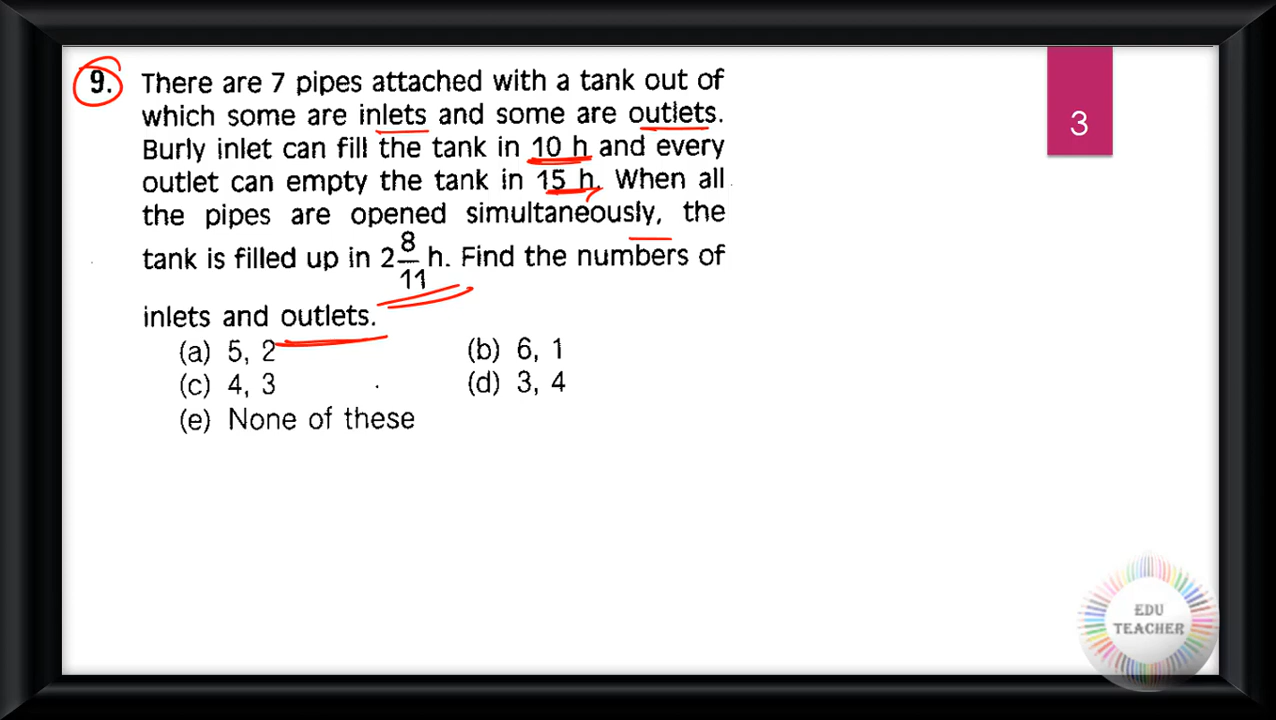 9. There are 7 pipes attached with a tank out of
which some are inlets and some are outlets.
Burly inlet can fill the tank in 10 h and every
outlet can empty the tank in 15 h. When all
the pipes are opened simultaneously, the
tank is filled up in 2 8/11 h. Find the numbers of
inlets and outlets.
(a) 5, 2 (b) 6, 1
(c) 4, 3 (d) 3, 4
(e) None of these
3
EDU
TEACHER